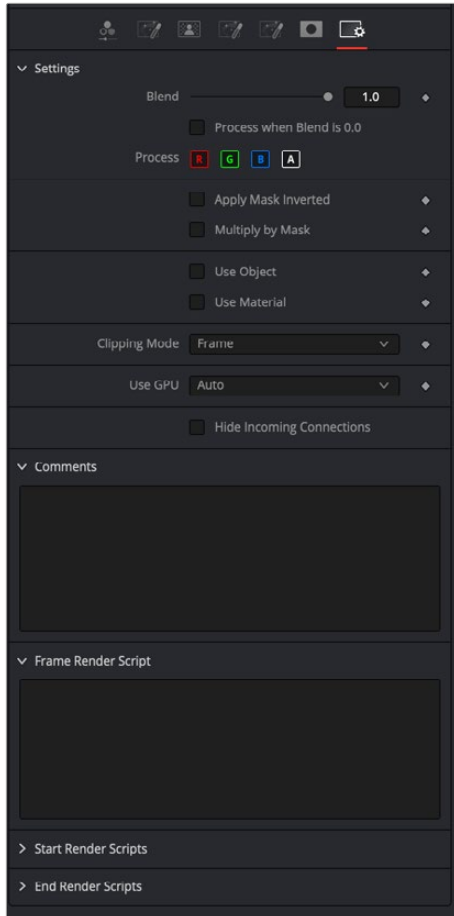 Settings
Blend 1.0
Process when Blend is 0.0
Process R G B A
Apply Mask Inverted
Multiply by Mask
Use Object
Use Material
Clipping Mode Frame
Use GPU Auto
Hide Incoming Connections
Comments
Frame Render Script
Start Render Scripts
End Render Scripts